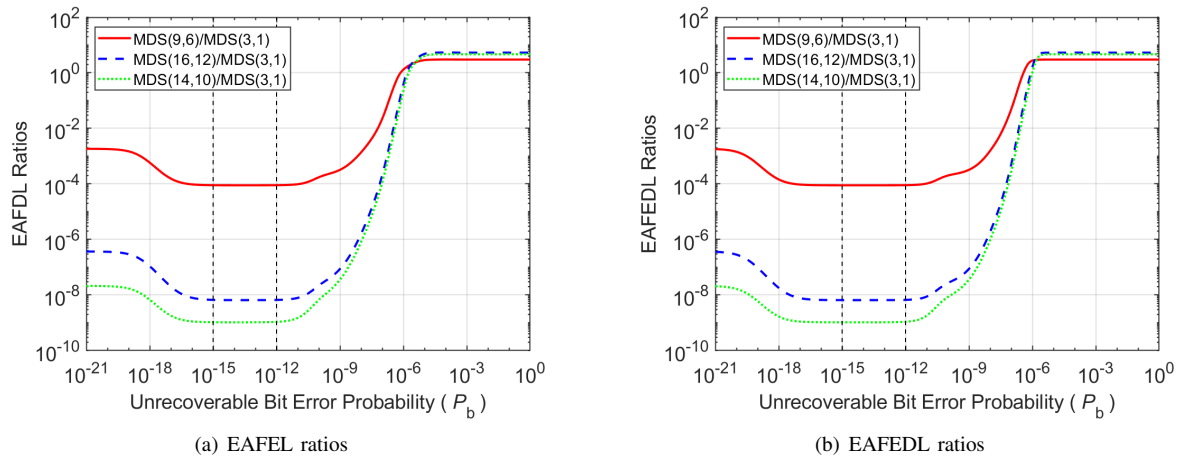 10^2
10^0
10^-2
10^-4
10^-6
10^-8
10^-10
EAFDL Ratios
MDS(9,6)/MDS(3,1)
MDS(16,12)/MDS(3,1)
MDS(14,10)/MDS(3,1)
10^-21 10^-18 10^-15 10^-12 10^-9 10^-6 10^-3 10^0
Unrecoverable Bit Error Probability ( P_b )
(a) EAFEL ratios
10^2
10^0
10^-2
10^-4
10^-6
10^-8
10^-10
EAFEDL Ratios
MDS(9,6)/MDS(3,1)
MDS(16,12)/MDS(3,1)
MDS(14,10)/MDS(3,1)
10^-21 10^-18 10^-15 10^-12 10^-9 10^-6 10^-3 10^0
Unrecoverable Bit Error Probability ( P_b )
(b) EAFEDL ratios